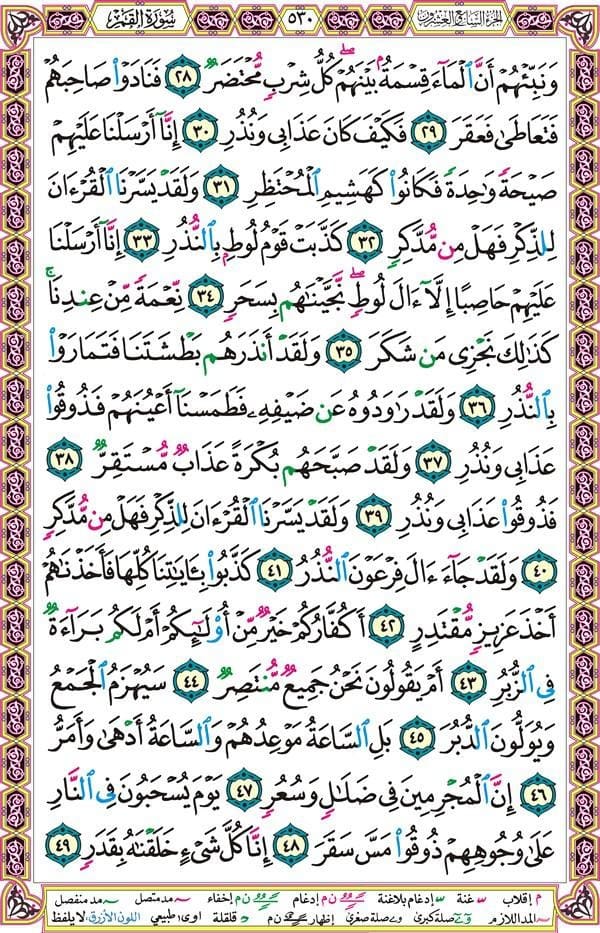 الجزء السابع والعشرون ٥٣٠ سورة القمر
وَنَبِّئۡهُمۡ أَنَّ ٱلۡمَآءَ قِسۡمَةُۢ بَيۡنَهُمۡۖ كُلُّ شِرۡبٖ مُّحۡتَضَرٞ ٢٨ فَنَادَوۡاْ صَاحِبَهُمۡ
فَتَعَاطَىٰ فَعَقَرَ ٢٩ فَكَيۡفَ كَانَ عَذَابِي وَنُذُرِ ٣٠ إِنَّآ أَرۡسَلۡنَا عَلَيۡهِمۡ
صَيۡحَةٗ وَٰحِدَةٗ فَكَانُواْ كَهَشِيمِ ٱلۡمُحۡتَظِرِ ٣١ وَلَقَدۡ يَسَّرۡنَا ٱلۡقُرۡءَانَ
لِلذِّكۡرِ فَهَلۡ مِن مُّدَّكِرٖ ٣٢ كَذَّبَتۡ قَوۡمُ لُوطِۭ بِٱلنُّذُرِ ٣٣ إِنَّآ أَرۡسَلۡنَا
عَلَيۡهِمۡ حَاصِبًا إِلَّآ ءَالَ لُوطٖۖ نَّجَّيۡنَٰهُم بِسَحَرٖ ٣٤ نِّعۡمَةٗ مِّنۡ عِندِنَاۚ
كَذَٰلِكَ نَجۡزِي مَن شَكَرَ ٣٥ وَلَقَدۡ أَنذَرَهُم بَطۡشَتَنَا فَتَمَارَوۡاْ
بِٱلنُّذُرِ ٣٦ وَلَقَدۡ رَٰوَدُوهُ عَن ضَيۡفِهِۦ فَطَمَسۡنَآ أَعۡيُنَهُمۡ فَذُوقُواْ
عَذَابِي وَنُذُرِ ٣٧ وَلَقَدۡ صَبَّحَهُم بُكۡرَةً عَذَابٞ مُّسۡتَقِرّٞ ٣٨
فَذُوقُواْ عَذَابِي وَنُذُرِ ٣٩ وَلَقَدۡ يَسَّرۡنَا ٱلۡقُرۡءَانَ لِلذِّكۡرِ فَهَلۡ مِن مُّدَّكِرٖ
٤٠ وَلَقَدۡ جَآءَ ءَالَ فِرۡعَوۡنَ ٱلنُّذُرُ ٤١ كَذَّبُواْ بِـَٔايَٰتِنَا كُلِّهَا فَأَخَذۡنَٰهُمۡ
أَخۡذَ عَزِيزٖ مُّقۡتَدِرٍ ٤٢ أَكُفَّارُكُمۡ خَيۡرٞ مِّنۡ أُوْلَٰٓئِكُمۡ أَمۡ لَكُم بَرَآءَةٞ
فِي ٱلزُّبُرِ ٤٣ أَمۡ يَقُولُونَ نَحۡنُ جَمِيعٞ مُّنتَصِرٞ ٤٤ سَيُهۡزَمُ ٱلۡجَمۡعُ
وَيُوَلُّونَ ٱلدُّبُرَ ٤٥ بَلِ ٱلسَّاعَةُ مَوۡعِدُهُمۡ وَٱلسَّاعَةُ أَدۡهَىٰ وَأَمَرُّ
٤٦ إِنَّ ٱلۡمُجۡرِمِينَ فِي ضَلَٰلٖ وَسُعُرٖ ٤٧ يَوۡمَ يُسۡحَبُونَ فِي ٱلنَّارِ
عَلَىٰ وُجُوهِهِمۡ ذُوقُواْ مَسَّ سَقَرَ ٤٨ إِنَّا كُلَّ شَيۡءٍ خَلَقۡنَٰهُ بِقَدَرٖ ٤٩
م إقلاب غنة إدغام بلاغنة ن م إدغام ن م إخفاء مد متصل مد منفصل
المد اللازم صلة كبرى صلة صغرى إظهار ن م قلقلة اوى: طبيعي اللون الأزرق: لا يلفظ